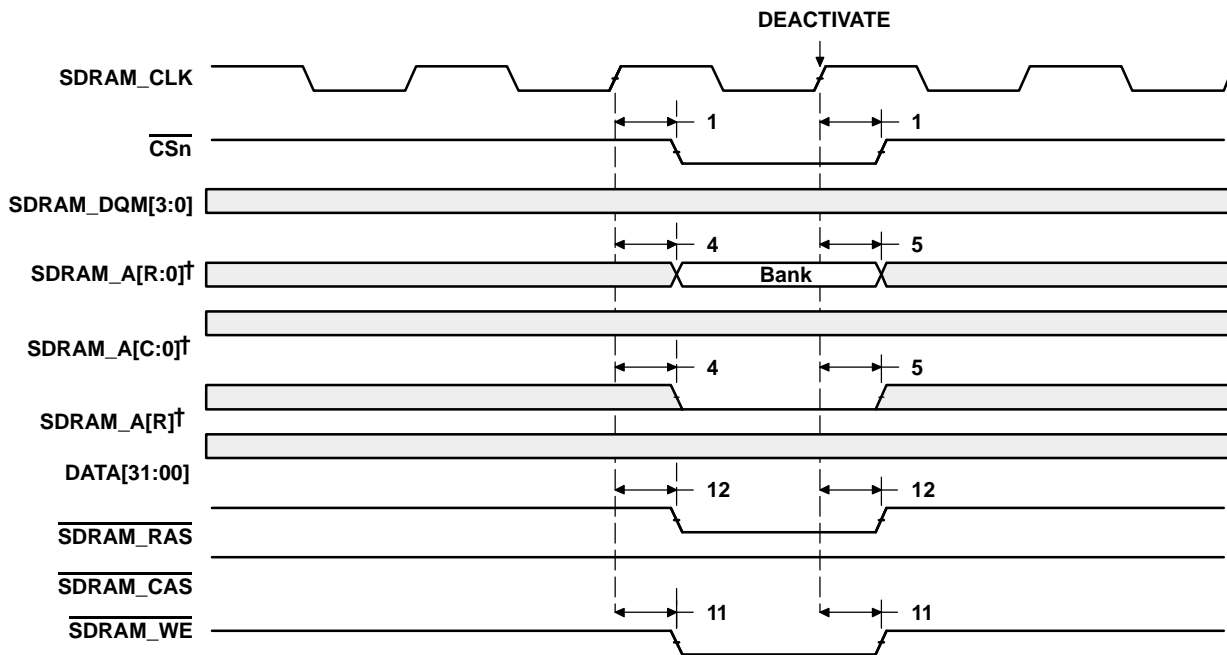 DEACTIVATE
SDRAM_CLK
1 1
CSn
SDRAM_DQM[3:0]
4 5
SDRAM_A[R:0]†
Bank
SDRAM_A[C:0]†
4 5
SDRAM_A[R]†
DATA[31:00]
12 12
SDRAM_RAS
SDRAM_CAS
11 11
SDRAM_WE